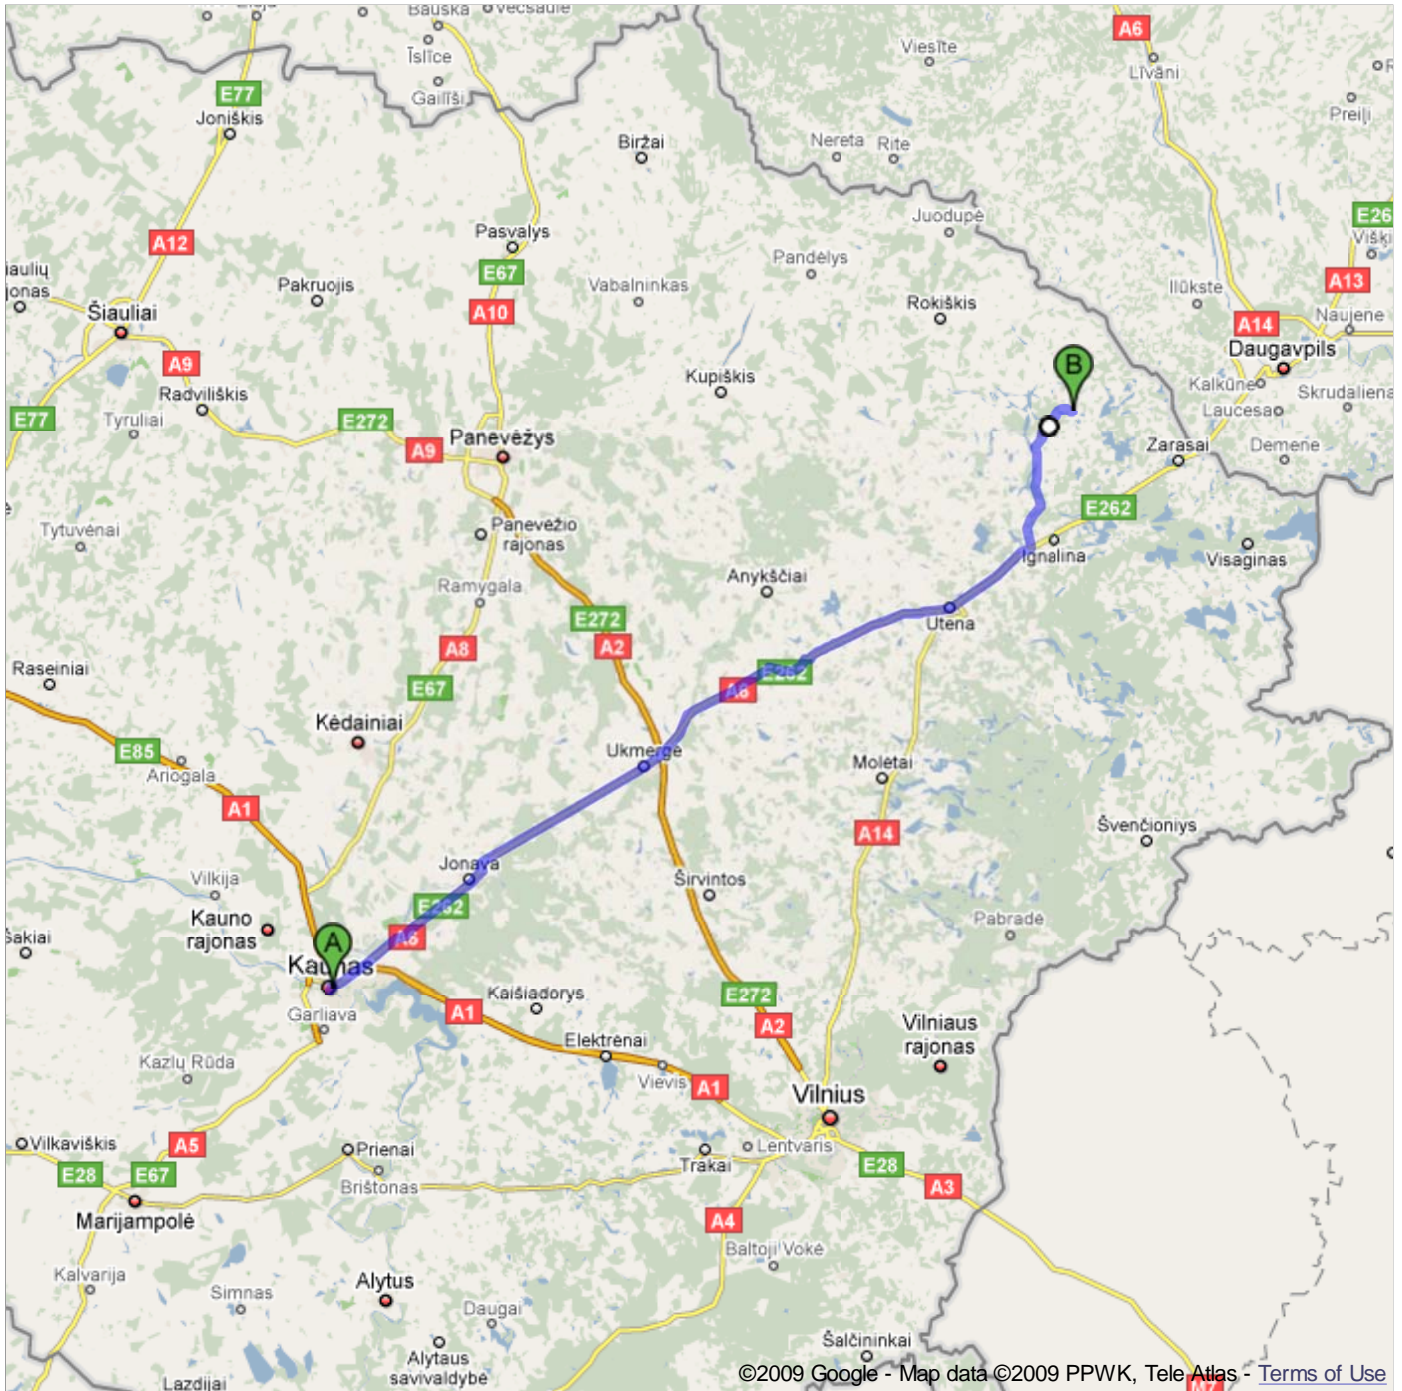 Bauska
Vecsaule
A6
Īslīce
Viesīte
Līvāni
E77
Gailīši
Joniškis
Preiļi
Biržai
Nereta
Rite
E26
Juodupė
A12
Pasvalys
Pandėlys
E67
A13
Pakruojis
Vabalninkas
Ilūkste
Rokiškis
Šiauliai
A10
A14
Naujene
Daugavpils
A9
B
Kupiškis
Kalkūne
Skrudaliena
Radviliškis
Laucesa
E77
Tyruliai
E272
Panevėžys
A9
Zarasai
Demene
E262
Tytuvėnai
Panevėžio
rajonas
Ignalina
Visaginas
Anykščiai
Ramygala
E272
Utena
A2
A8
Raseiniai
E262
A6
E67
Kėdainiai
E85
Ukmergė
Ariogala
Molėtai
A1
Švenčioniys
A14
Jonava
Vilkija
Širvintos
E262
Kauno
rajonas
Pabradė
Šakiai
A6
A
Kaunas
E272
Kaišiadorys
Garliava
A1
A2
Vilniaus
rajonas
Elektrėnai
Kazlų Rūda
Vievis
A1
Vilnius
Vilkaviškis
A5
Prienai
Lentvaris
Trakai
E28
E67
E28
Brištonas
A3
Marijampolė
A4
Baltoji Vokė
Kalvarija
Alytus
Simnas
Daugai
Šalčininkai
Alytaus
savivaldybė
Lazdijai
©2009 Google - Map data ©2009 PPWK, Tele Atlas - Terms of Use
M7